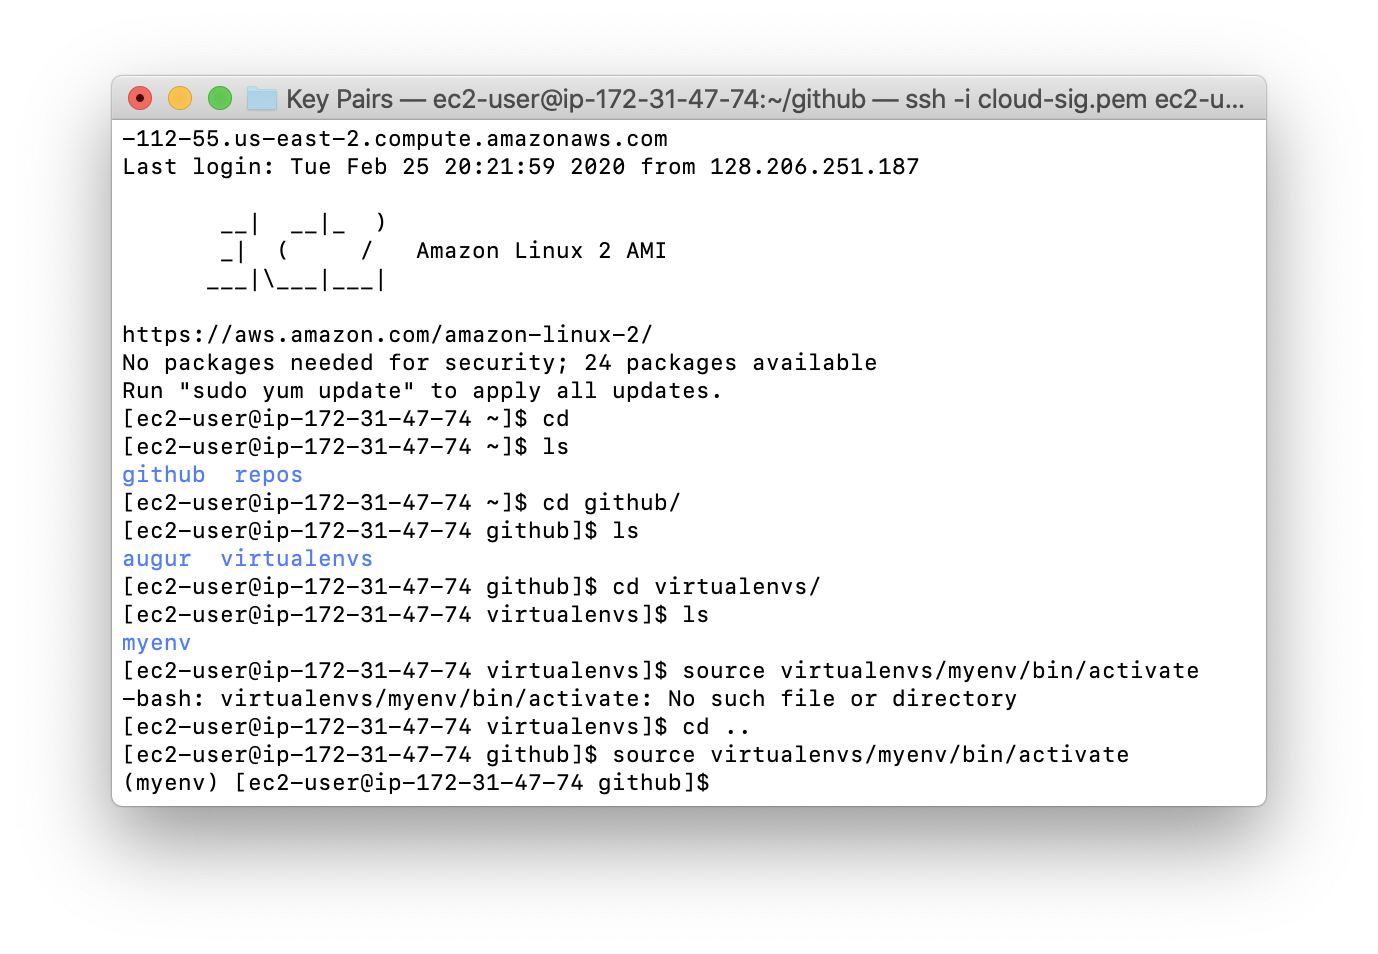 Key Pairs — ec2-user@ip-172-31-47-74:~/github — ssh -i cloud-sig.pem ec2-u...
-112-55.us-east-2.compute.amazonaws.com
Last login: Tue Feb 25 20:21:59 2020 from 128.206.251.187

       __|  __|_  )
       _|  (     /   Amazon Linux 2 AMI
      ___|\___|___|

https://aws.amazon.com/amazon-linux-2/
No packages needed for security; 24 packages available
Run "sudo yum update" to apply all updates.
[ec2-user@ip-172-31-47-74 ~]$ cd
[ec2-user@ip-172-31-47-74 ~]$ ls
github  repos
[ec2-user@ip-172-31-47-74 ~]$ cd github/
[ec2-user@ip-172-31-47-74 github]$ ls
augur  virtualenvs
[ec2-user@ip-172-31-47-74 github]$ cd virtualenvs/
[ec2-user@ip-172-31-47-74 virtualenvs]$ ls
myenv
[ec2-user@ip-172-31-47-74 virtualenvs]$ source virtualenvs/myenv/bin/activate
-bash: virtualenvs/myenv/bin/activate: No such file or directory
[ec2-user@ip-172-31-47-74 virtualenvs]$ cd ..
[ec2-user@ip-172-31-47-74 github]$ source virtualenvs/myenv/bin/activate
(myenv) [ec2-user@ip-172-31-47-74 github]$